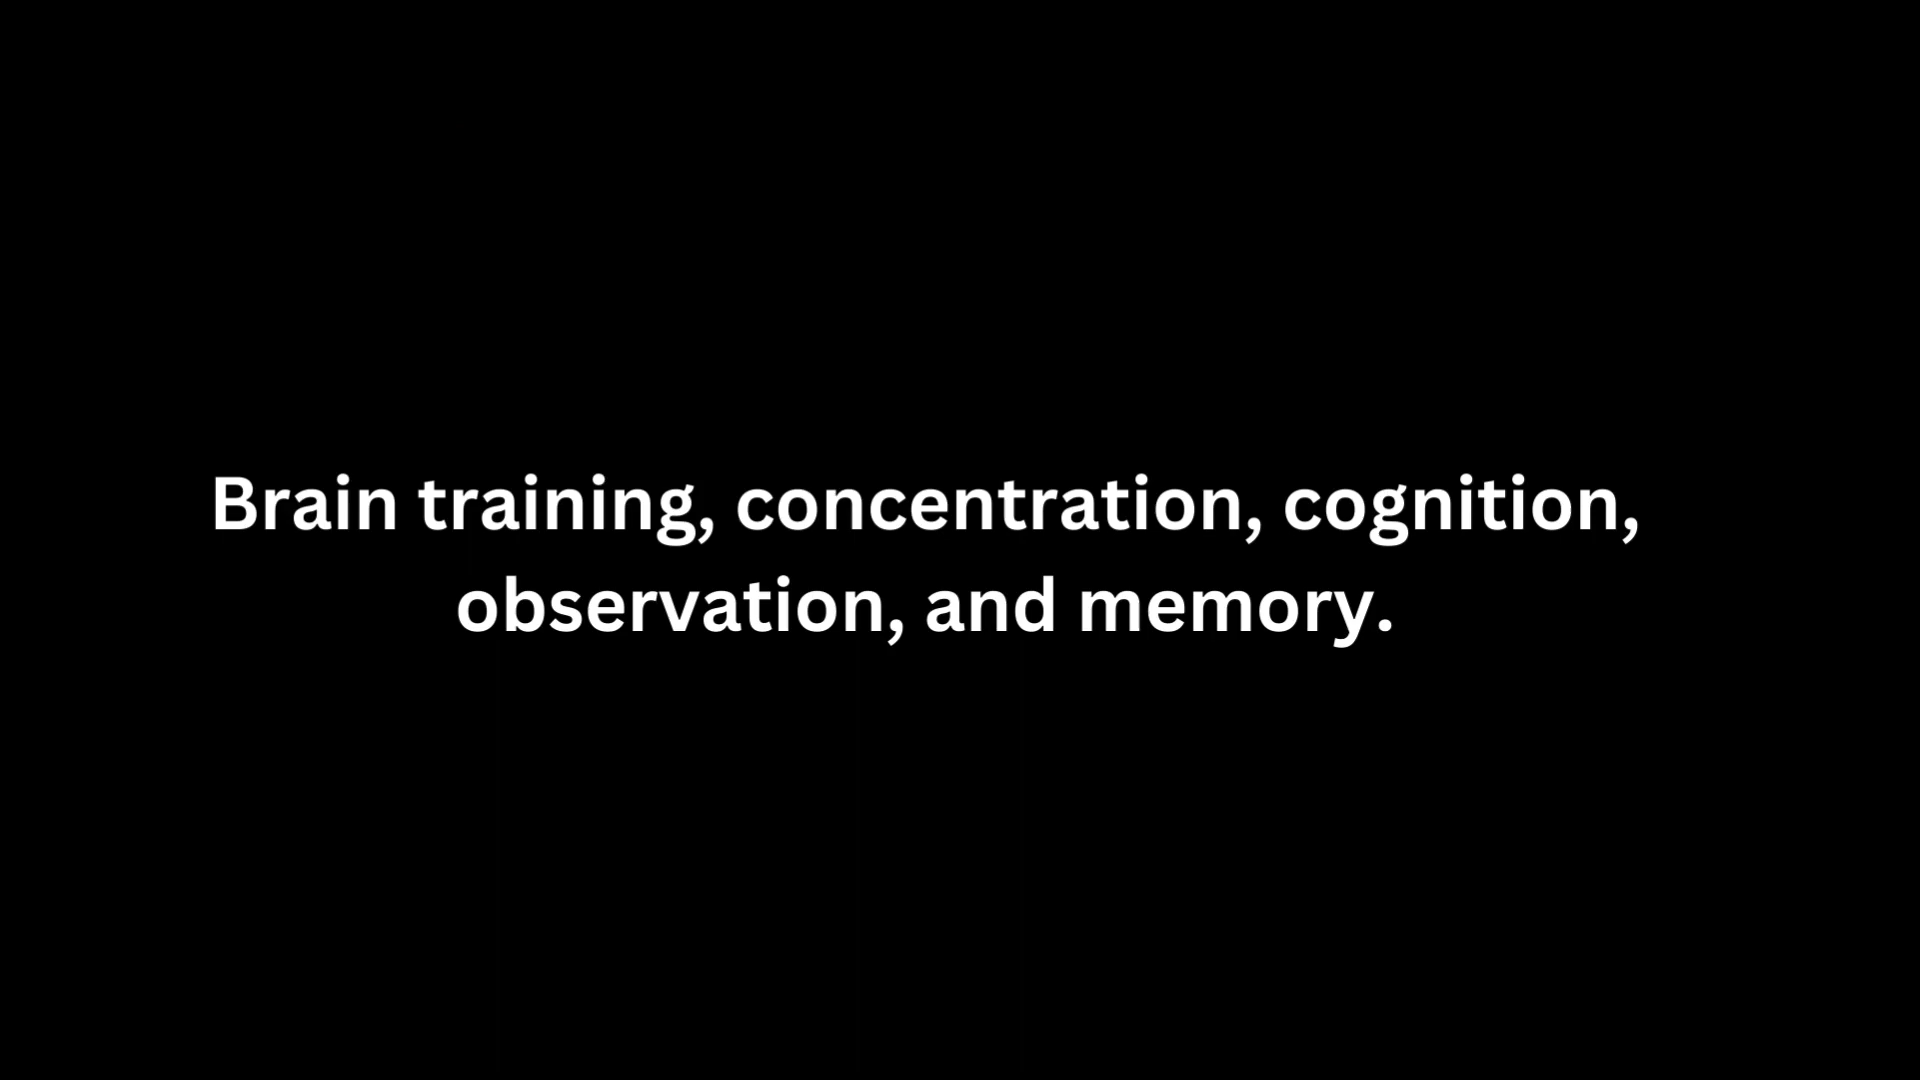 Brain training, concentration, cognition,
observation, and memory.